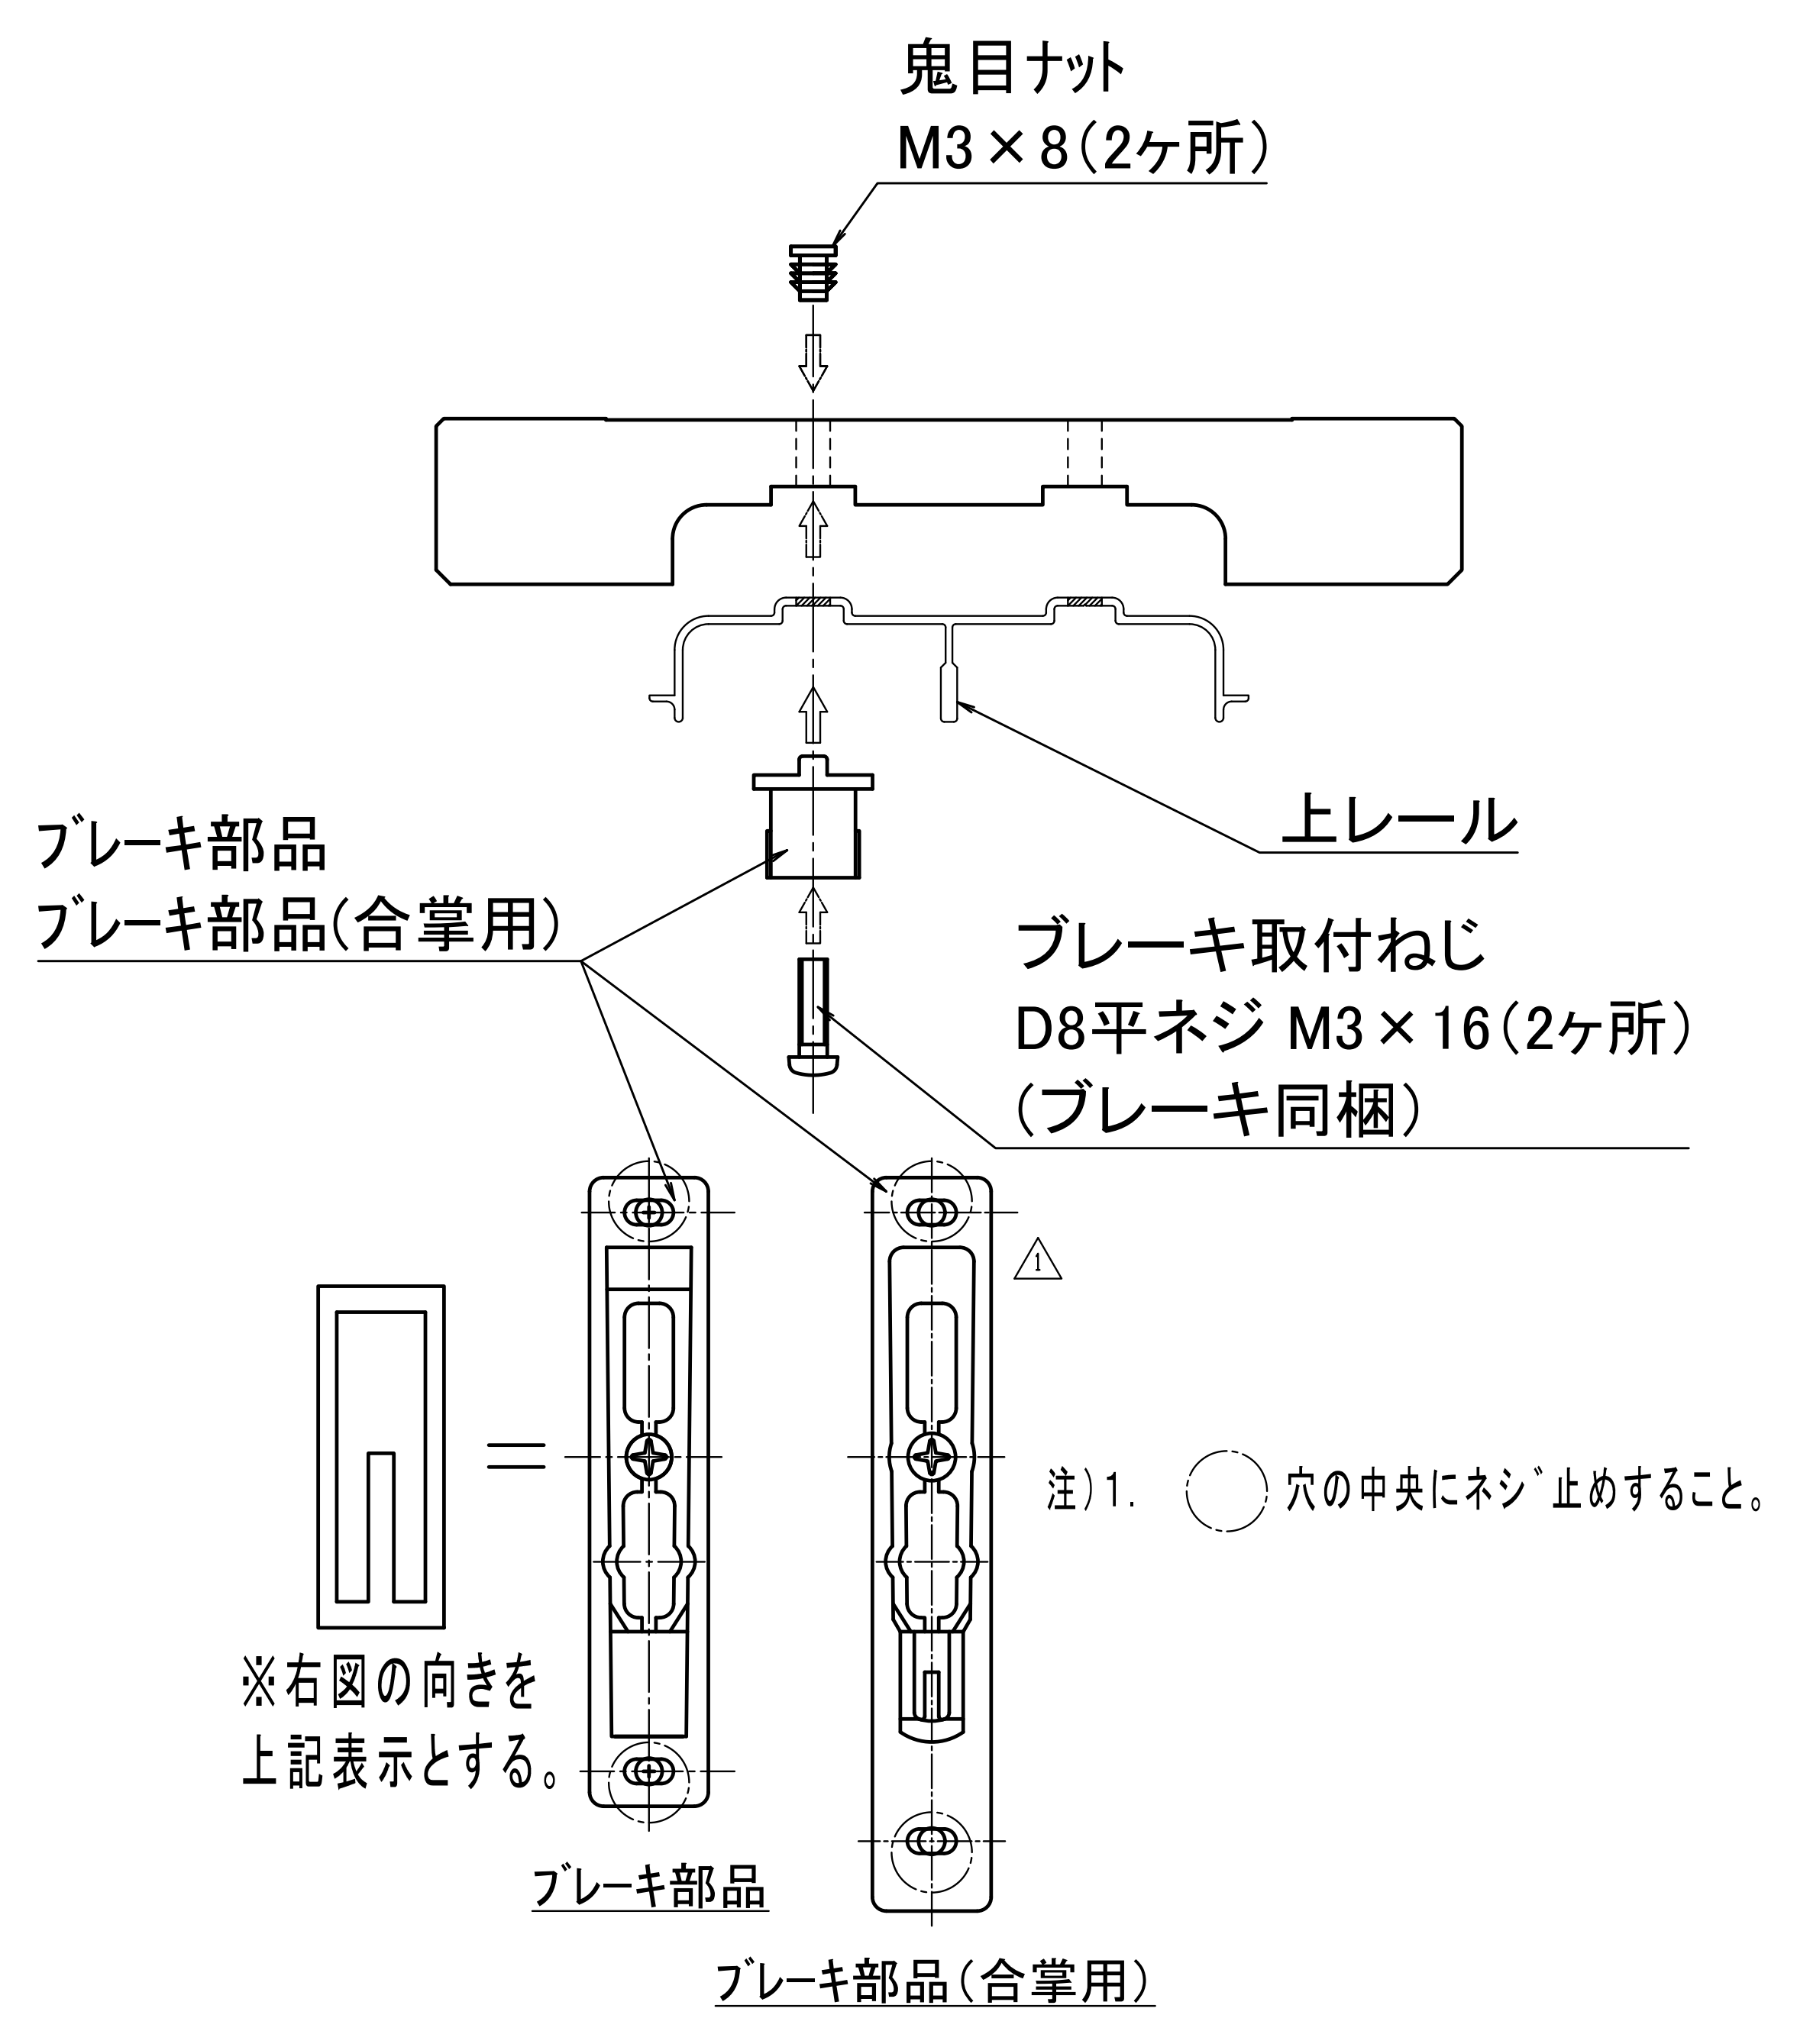 鬼目ナット
M3×8(2ヶ所)
上レール
ブレーキ部品
ブレーキ部品(合掌用)
ブレーキ取付ねじ
D8平ネジ M3×16(2ヶ所)
(ブレーキ同梱)
1
注)1. 穴の中央にネジ止めすること。
※右図の向きを
上記表示とする。
ブレーキ部品
ブレーキ部品(合掌用)